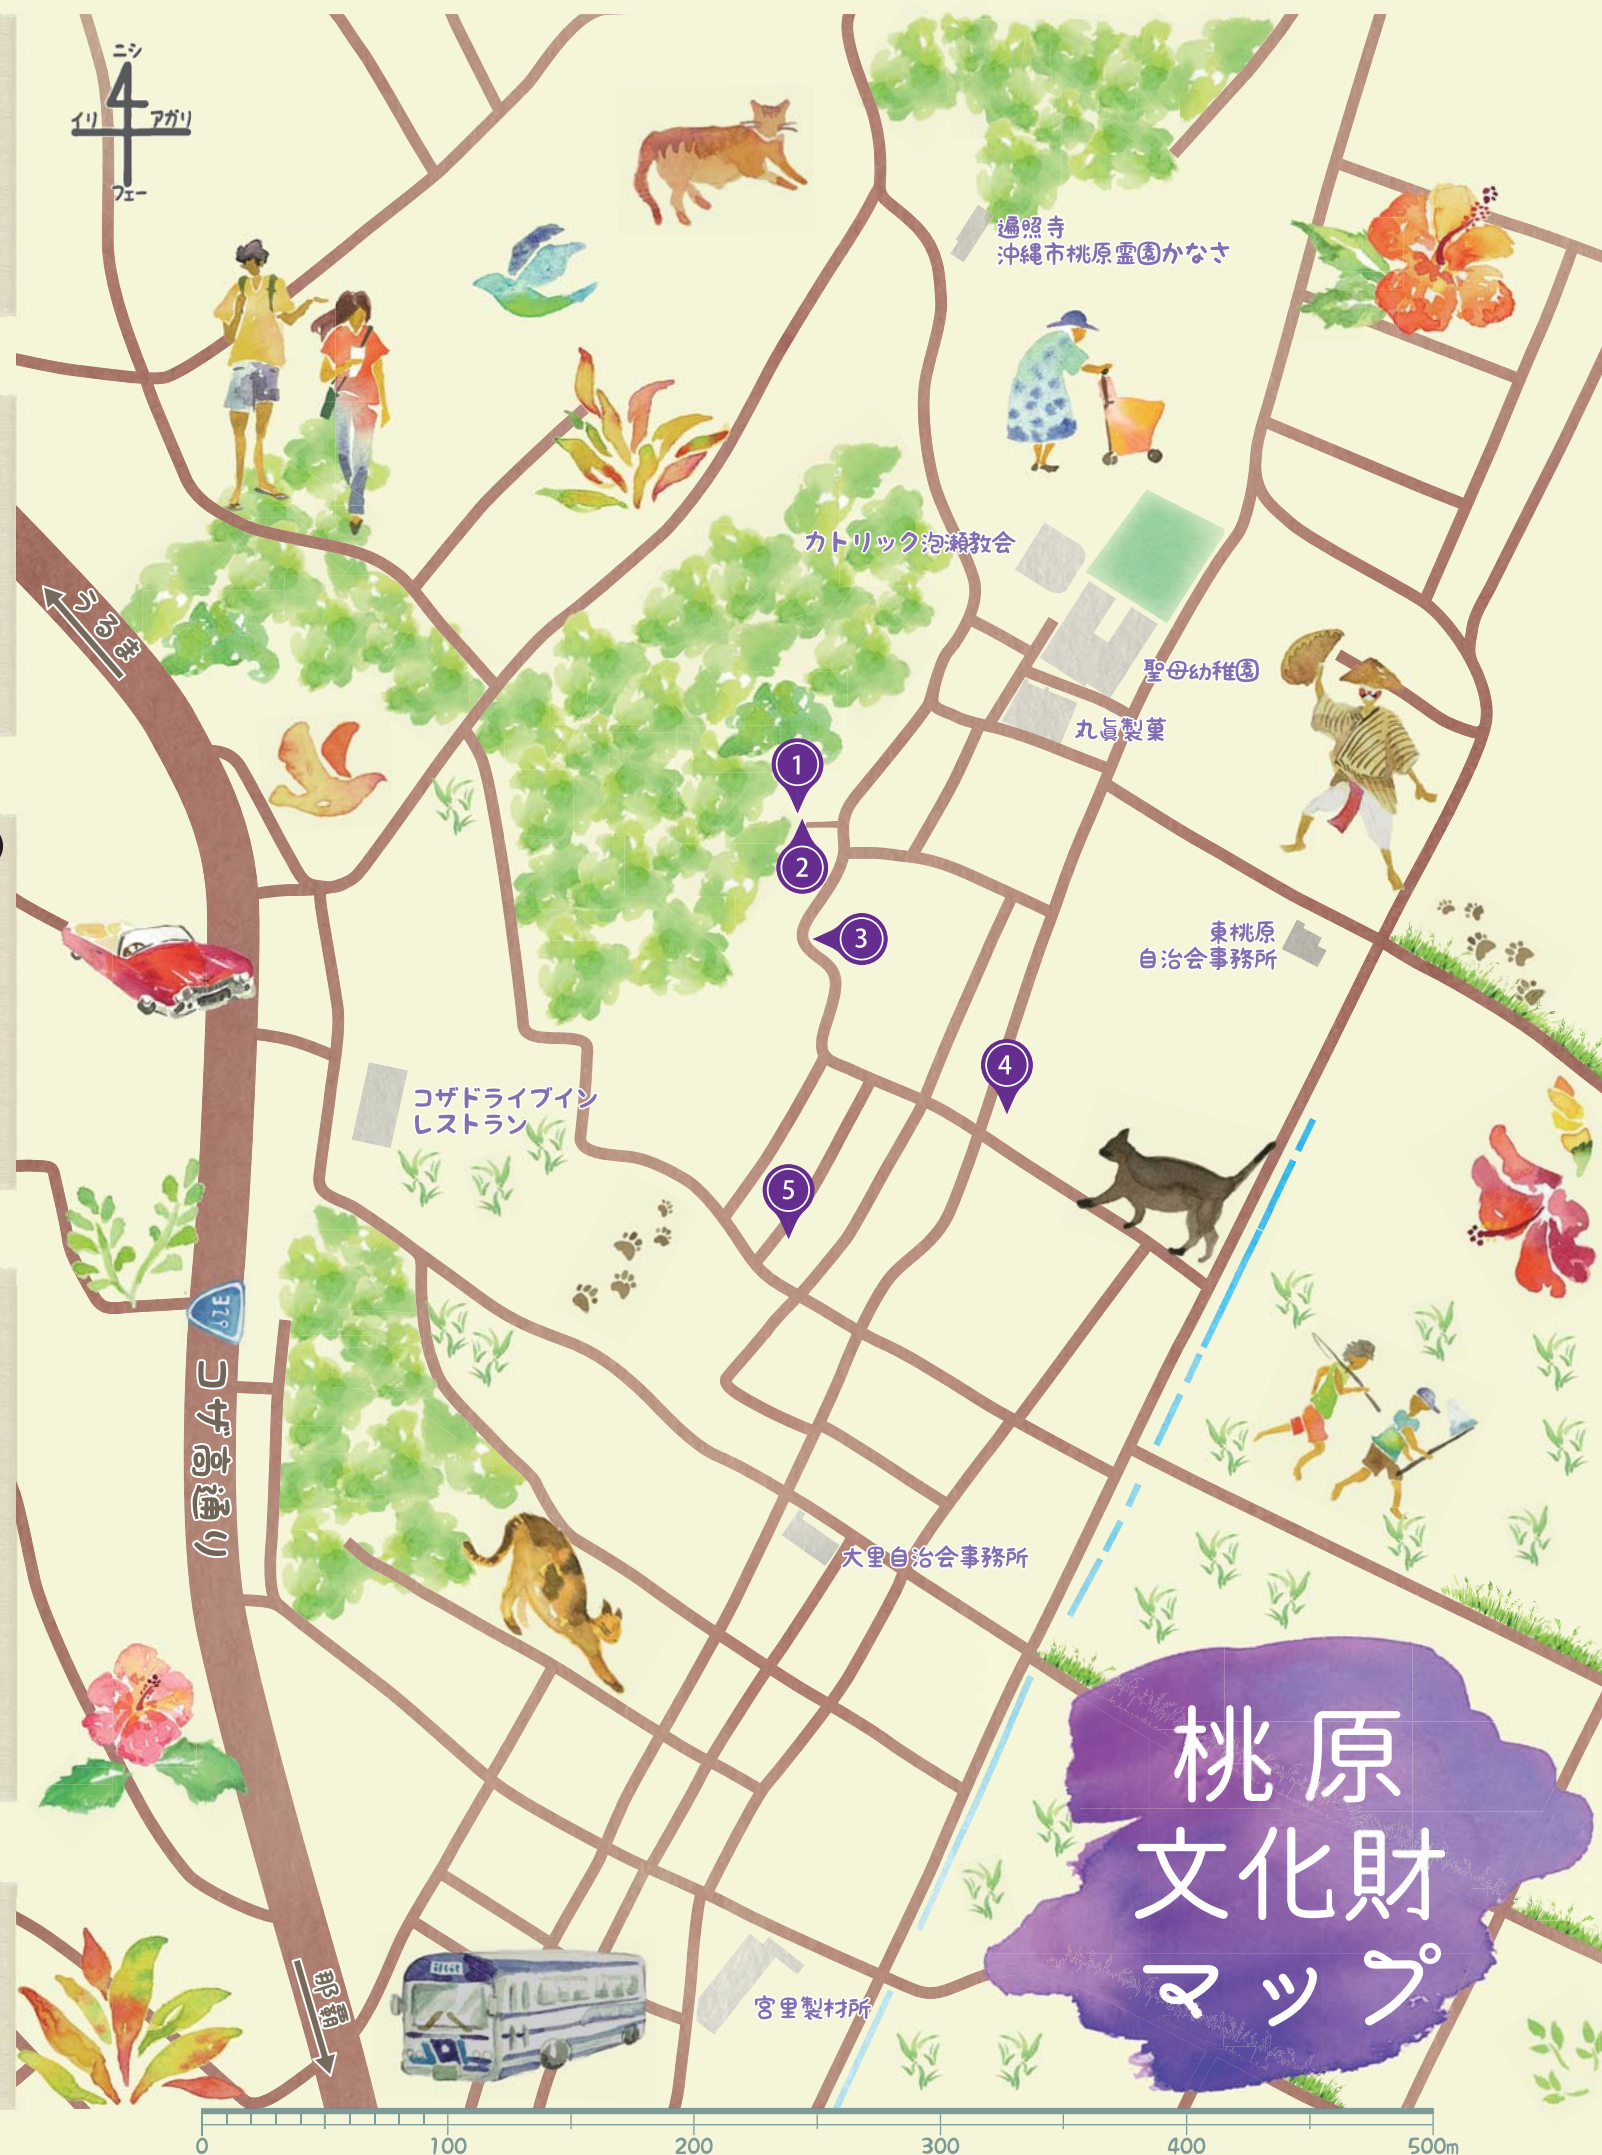 ニシ
イリ
アガリ
フェー
遍照寺
沖縄市桃原霊園かなさ
カトリック泡瀬教会
うるま
聖母幼稚園
丸眞製菓
1
2
3
東桃原
自治会事務所
4
コザドライブイン
レストラン
5
329
コザ高通り
大里自治会事務所
桃原
文化財
マップ
那覇
宮里製材所
0 100 200 300 400 500m